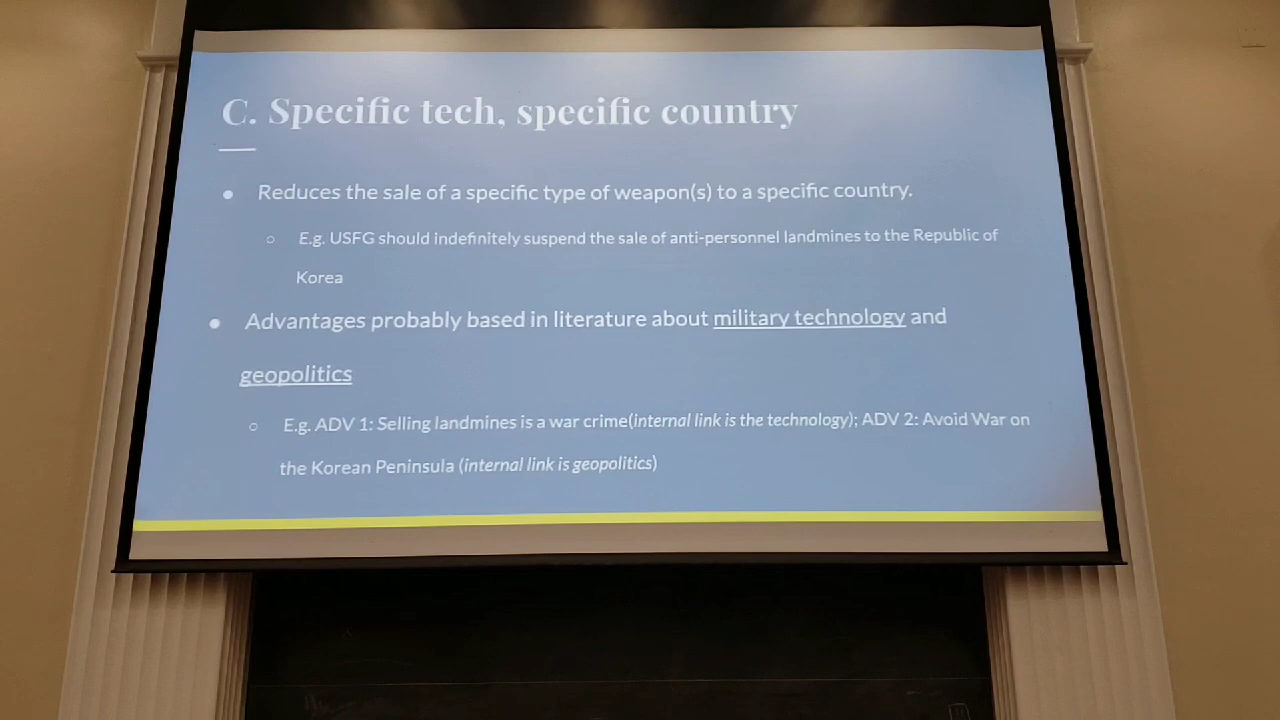 C. Specific tech, specific country
● Reduces the sale of a specific type of weapon(s) to a specific country.
○ E.g. USFG should indefinitely suspend the sale of anti-personnel landmines to the Republic of
Korea
● Advantages probably based in literature about military technology and
geopolitics
○ E.g. ADV 1: Selling landmines is a war crime(internal link is the technology); ADV 2: Avoid War on
the Korean Peninsula (internal link is geopolitics)